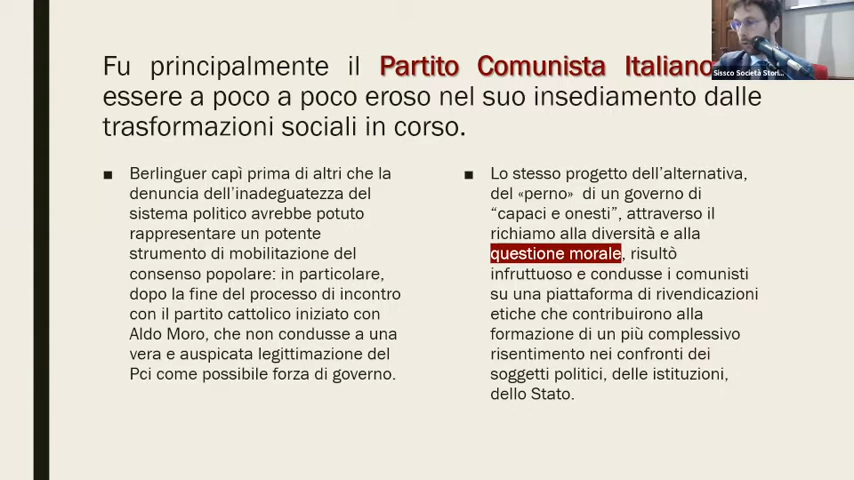 Fu principalmente il Partito Comunista Italiano
essere a poco a poco eroso nel suo insediamento dalle
trasformazioni sociali in corso.
■ Berlinguer capì prima di altri che la
denuncia dell'inadeguatezza del
sistema politico avrebbe potuto
rappresentare un potente
strumento di mobilitazione del
consenso popolare: in particolare,
dopo la fine del processo di incontro
con il partito cattolico iniziato con
Aldo Moro, che non condusse a una
vera e auspicata legittimazione del
Pci come possibile forza di governo.
■ Lo stesso progetto dell'alternativa,
del «perno» di un governo di
“capaci e onesti”, attraverso il
richiamo alla diversità e alla
questione morale, risultò
infruttuoso e condusse i comunisti
su una piattaforma di rivendicazioni
etiche che contribuirono alla
formazione di un più complessivo
risentimento nei confronti dei
soggetti politici, delle istituzioni,
dello Stato.
Sissco Società Stori...